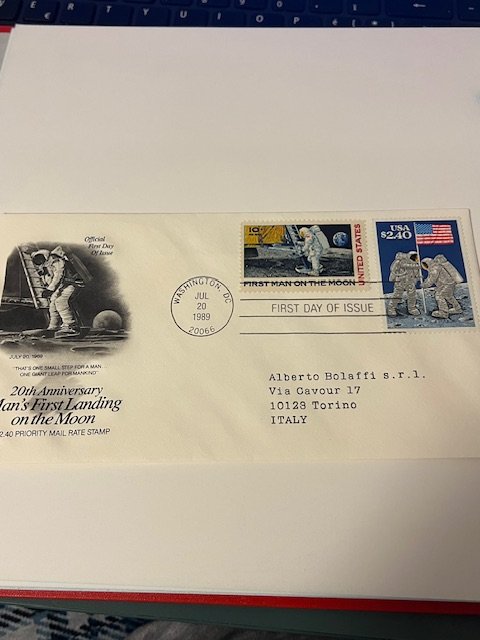 E R T Y U I O P
Official
First Day
Of Issue
JULY 20, 1969
"THAT'S ONE SMALL STEP FOR A MAN...
ONE GIANT LEAP FOR MANKIND"
20th Anniversary
Man's First Landing
on the Moon
2.40 PRIORITY MAIL RATE STAMP
WASHINGTON, DC
JUL
20
1989
20066
10c
FIRST MAN ON THE MOON
UNITED STATES
USA
$2.40
FIRST DAY OF ISSUE
Alberto Bolaffi s.r.l.
Via Cavour 17
10123 Torino
ITALY